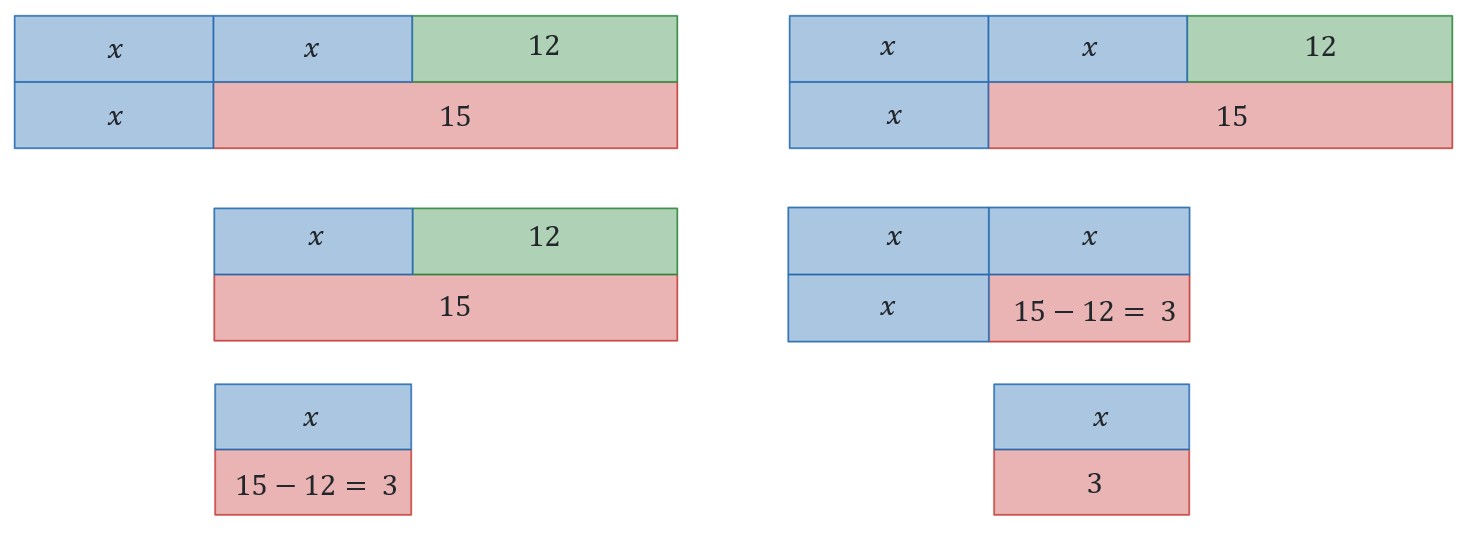 x x 12
x 15
x 12
15
x
15 − 12 = 3
x x 12
x 15
x x
x 15 − 12 = 3
x
3